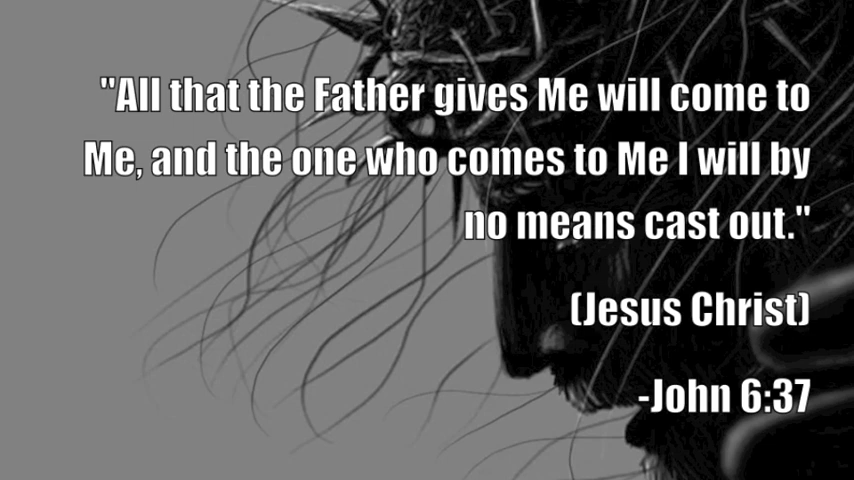 "All that the Father gives Me will come to
Me, and the one who comes to Me I will by
no means cast out."
(Jesus Christ)
-John 6:37